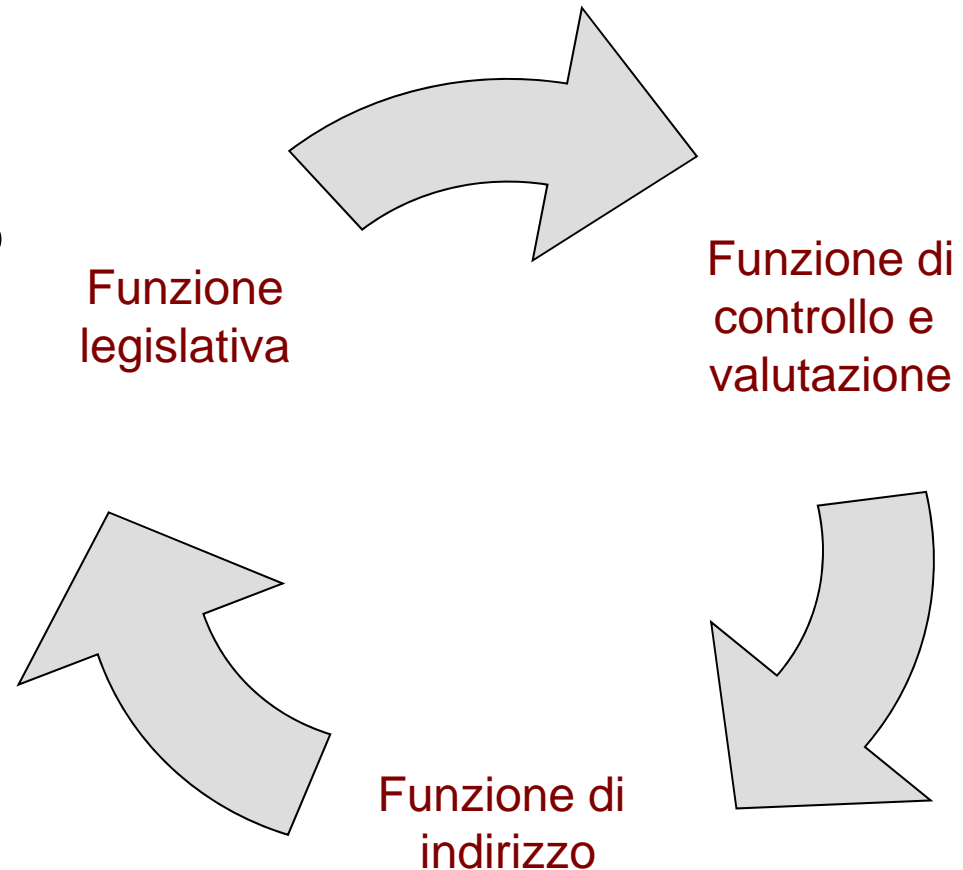 Funzione
legislativa
Funzione di
controllo e
valutazione
Funzione di
indirizzo